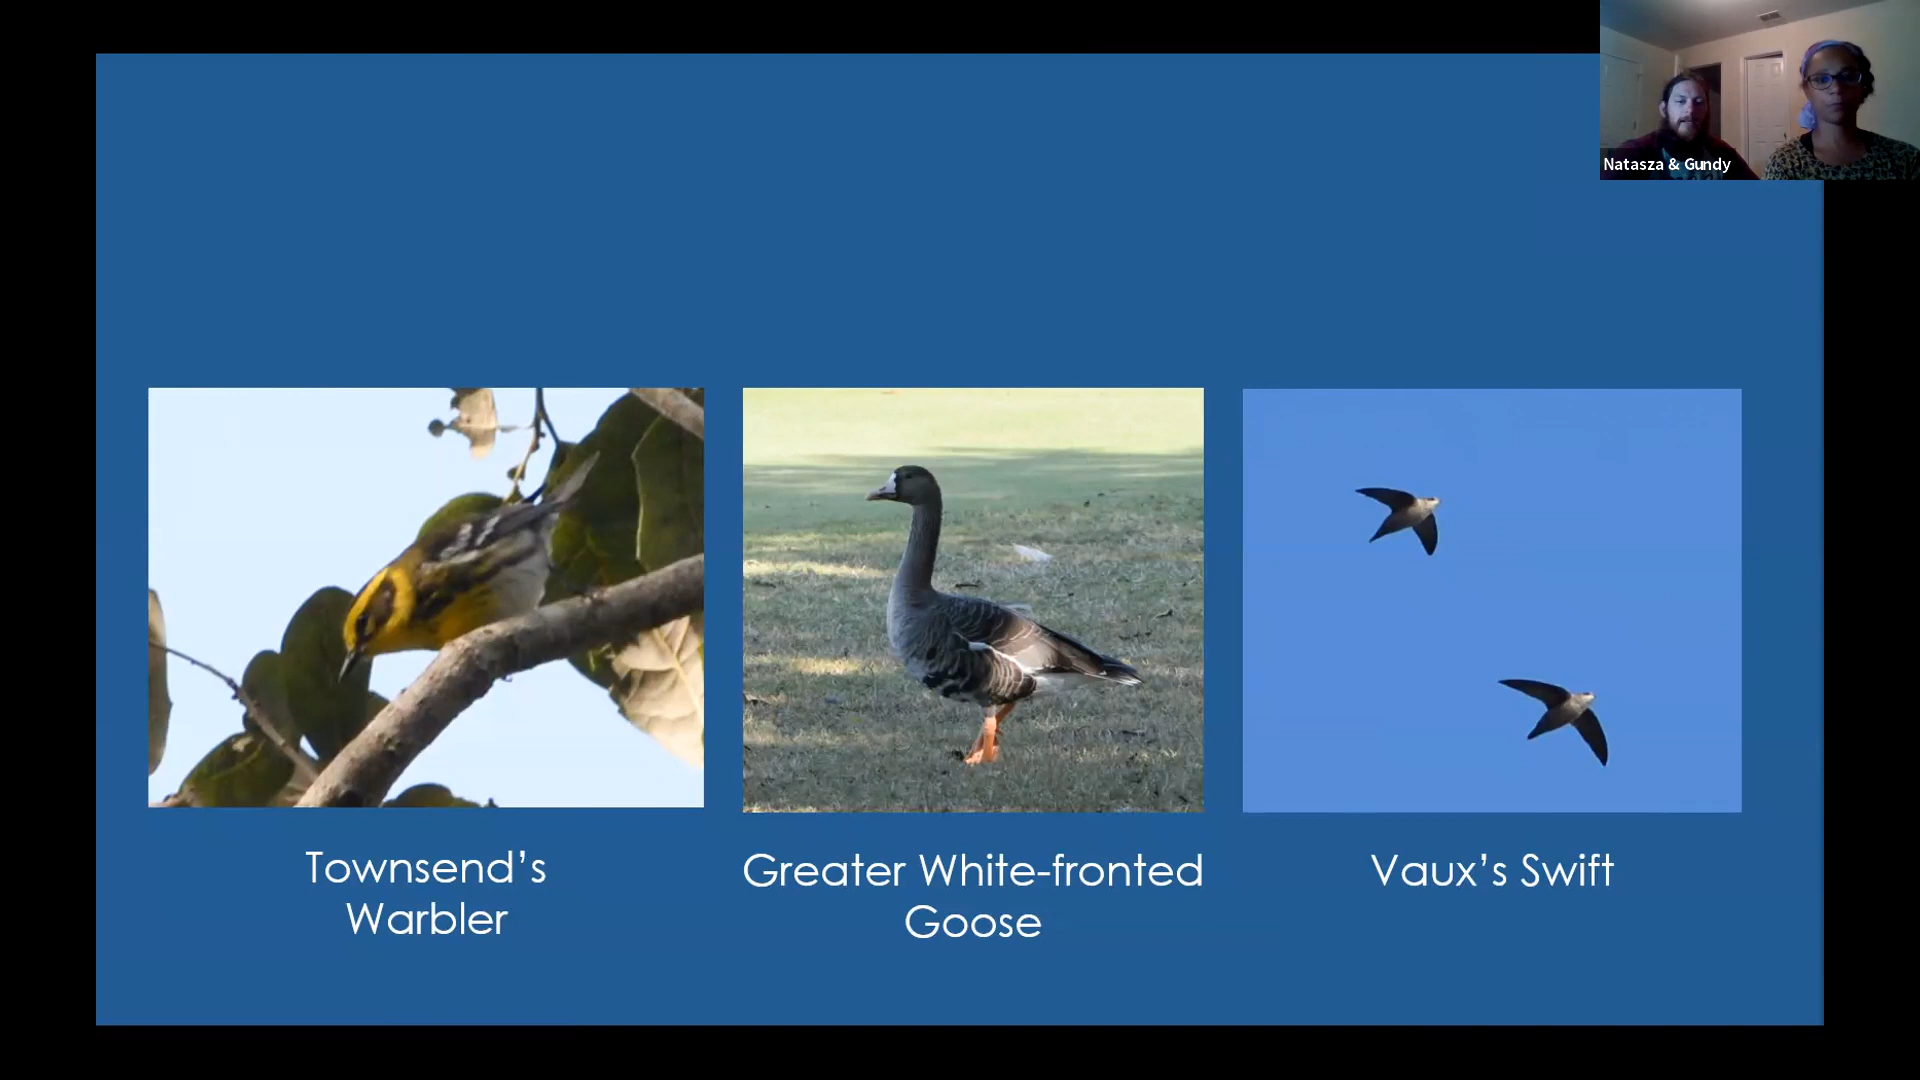 Natasza & Gundy
Townsend’s
Warbler
Greater White-fronted
Goose
Vaux’s Swift